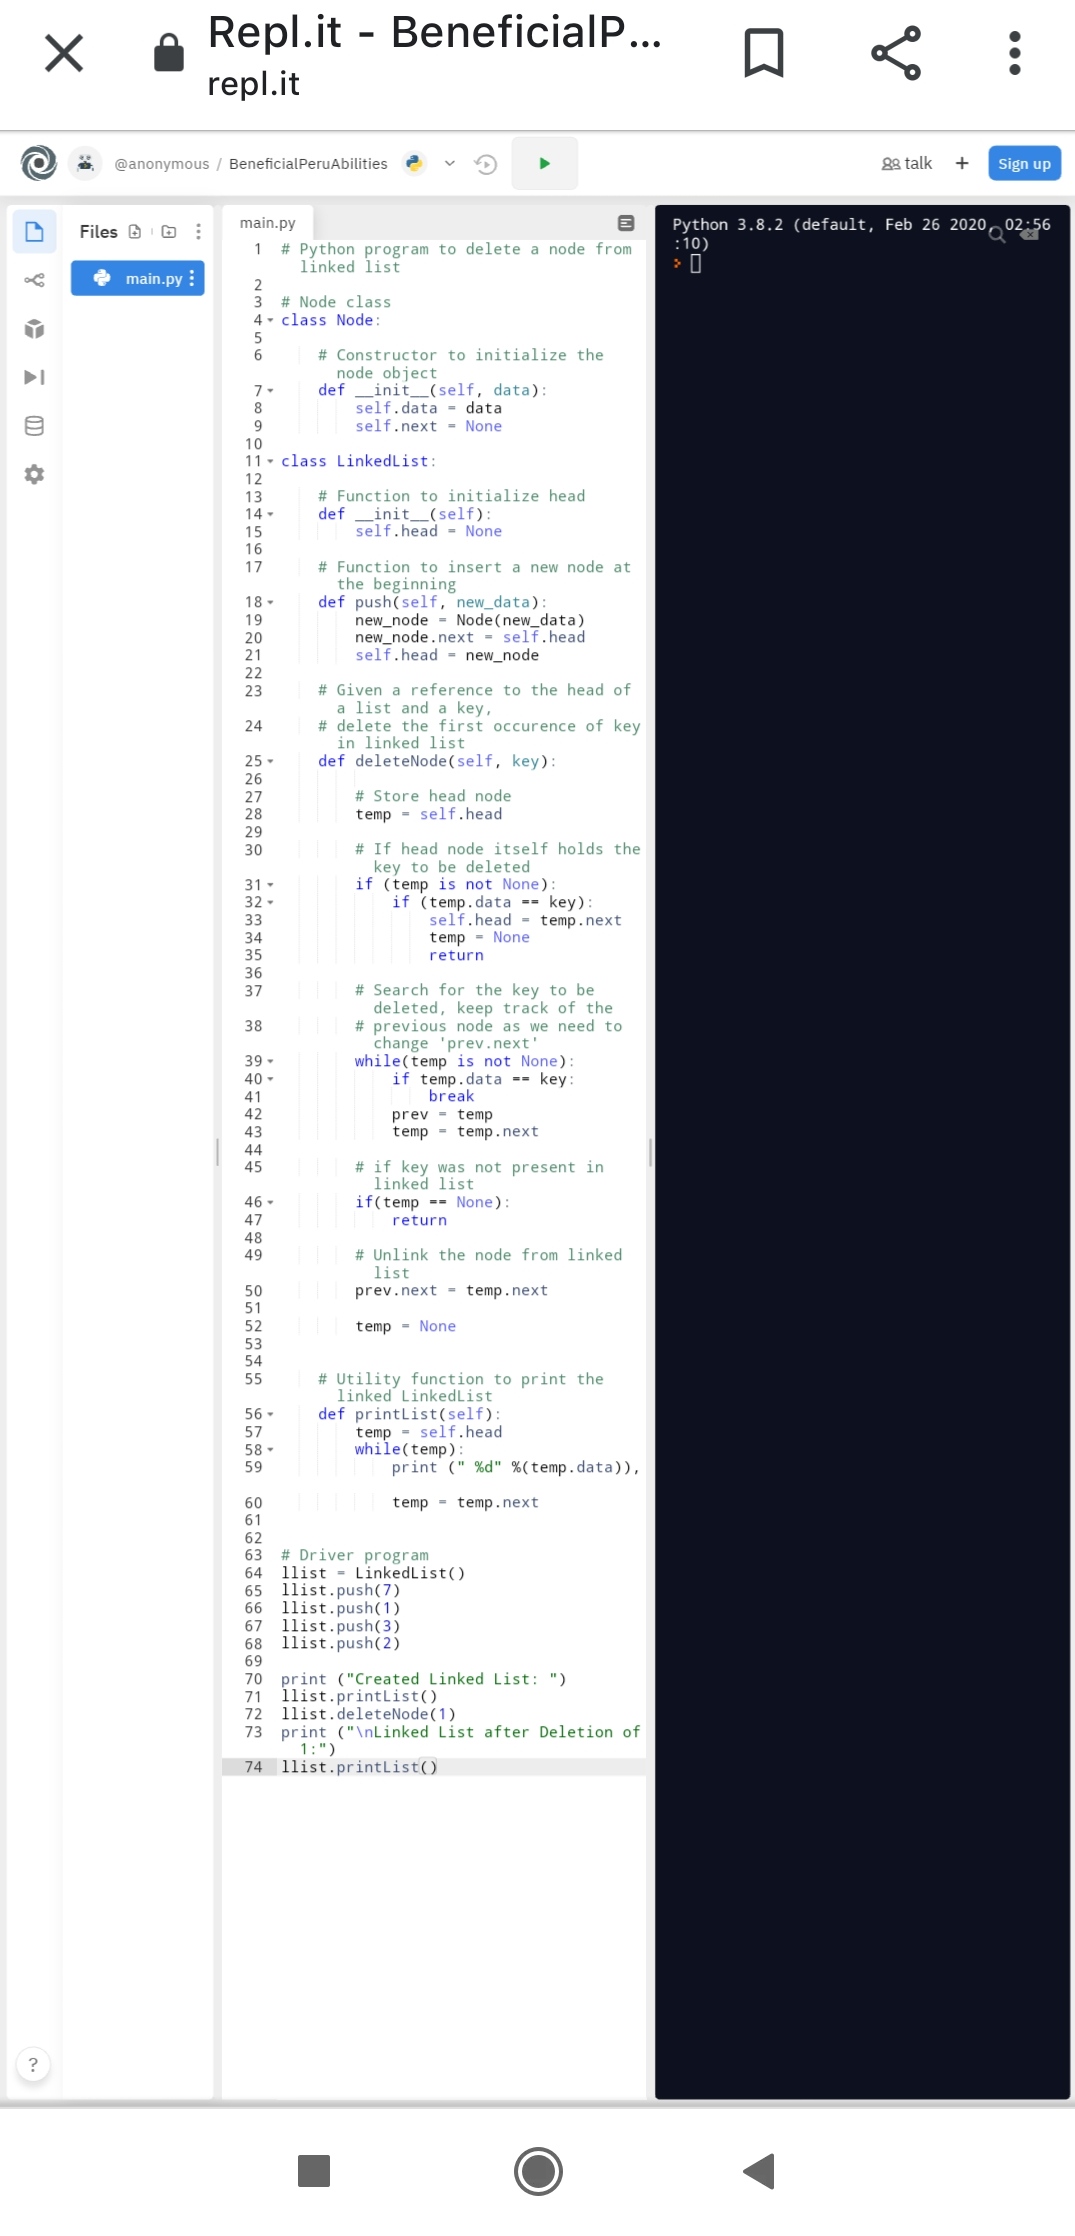 Repl.it - BeneficialP...
repl.it
@anonymous / BeneficialPeruAbilities
talk
+
Sign up
Files
main.py
main.py
1 # Python program to delete a node from
linked list
2
3 # Node class
4 class Node:
5
6 # Constructor to initialize the
node object
7 def __init__(self, data):
8 self.data = data
9 self.next = None
10
11 class LinkedList:
12
13 # Function to initialize head
14 def __init__(self):
15 self.head = None
16
17 # Function to insert a new node at
the beginning
18 def push(self, new_data):
19 new_node = Node(new_data)
20 new_node.next = self.head
21 self.head = new_node
22
23 # Given a reference to the head of
a list and a key,
24 # delete the first occurence of key
in linked list
25 def deleteNode(self, key):
26
27 # Store head node
28 temp = self.head
29
30 # If head node itself holds the
key to be deleted
31 if (temp is not None):
32 if (temp.data == key):
33 self.head = temp.next
34 temp = None
35 return
36
37 # Search for the key to be
deleted, keep track of the
38 # previous node as we need to
change 'prev.next'
39 while(temp is not None):
40 if temp.data == key:
41 break
42 prev = temp
43 temp = temp.next
44
45 # if key was not present in
linked list
46 if(temp == None):
47 return
48
49 # Unlink the node from linked
list
50 prev.next = temp.next
51
52 temp = None
53
54
55 # Utility function to print the
linked LinkedList
56 def printList(self):
57 temp = self.head
58 while(temp):
59 print (" %d" %(temp.data)),
60 temp = temp.next
61
62
63 # Driver program
64 llist = LinkedList()
65 llist.push(7)
66 llist.push(1)
67 llist.push(3)
68 llist.push(2)
69
70 print ("Created Linked List: ")
71 llist.printList()
72 llist.deleteNode(1)
73 print ("\nLinked List after Deletion of
1:")
74 llist.printList()
Python 3.8.2 (default, Feb 26 2020, 02:56
:10)
?